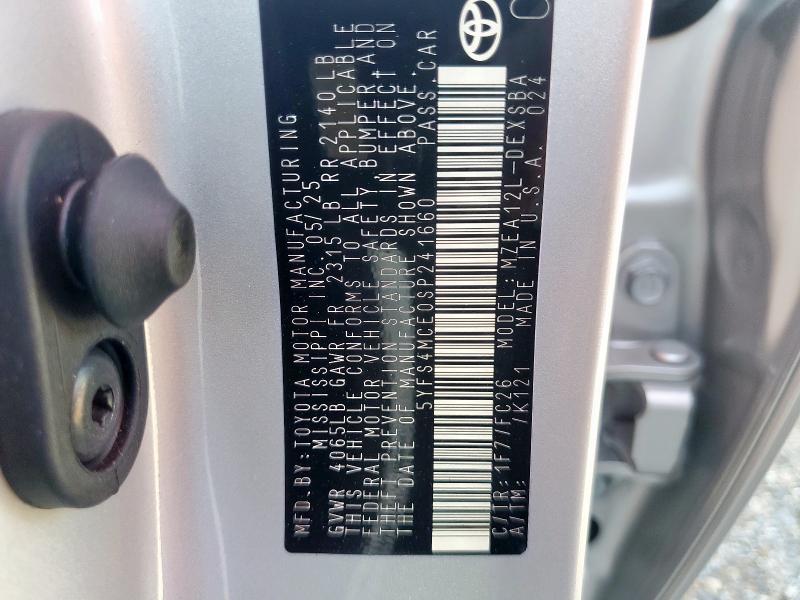 MFD.BY: TOYOTA MOTOR MANUFACTURING
MISSISSIPPI INC. 05/25
GVWR 4065LB GAWR FR 2315LB RR 2140LB
THIS VEHICLE CONFORMS TO ALL APPLICABLE
FEDERAL MOTOR VEHICLE SAFETY BUMPER AND
THEFT PREVENTION STANDARDS IN EFFECT ON
THE DATE OF MANUFACTURE SHOWN ABOVE.
5YFS4MCE0SP241660 PASS.CAR
C/TR: 1F7/FC26 MODEL: MZEA12L-DEXSBA
A/TM: /K121 MADE IN U.S.A. 024